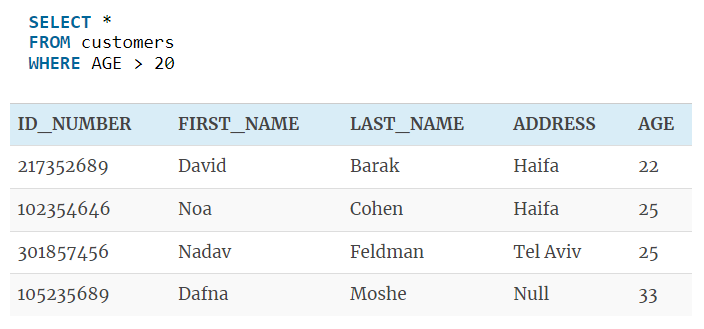 SELECT *
FROM customers
WHERE AGE > 20
ID_NUMBER FIRST_NAME LAST_NAME ADDRESS AGE
217352689 David Barak Haifa 22
102354646 Noa Cohen Haifa 25
301857456 Nadav Feldman Tel Aviv 25
105235689 Dafna Moshe Null 33